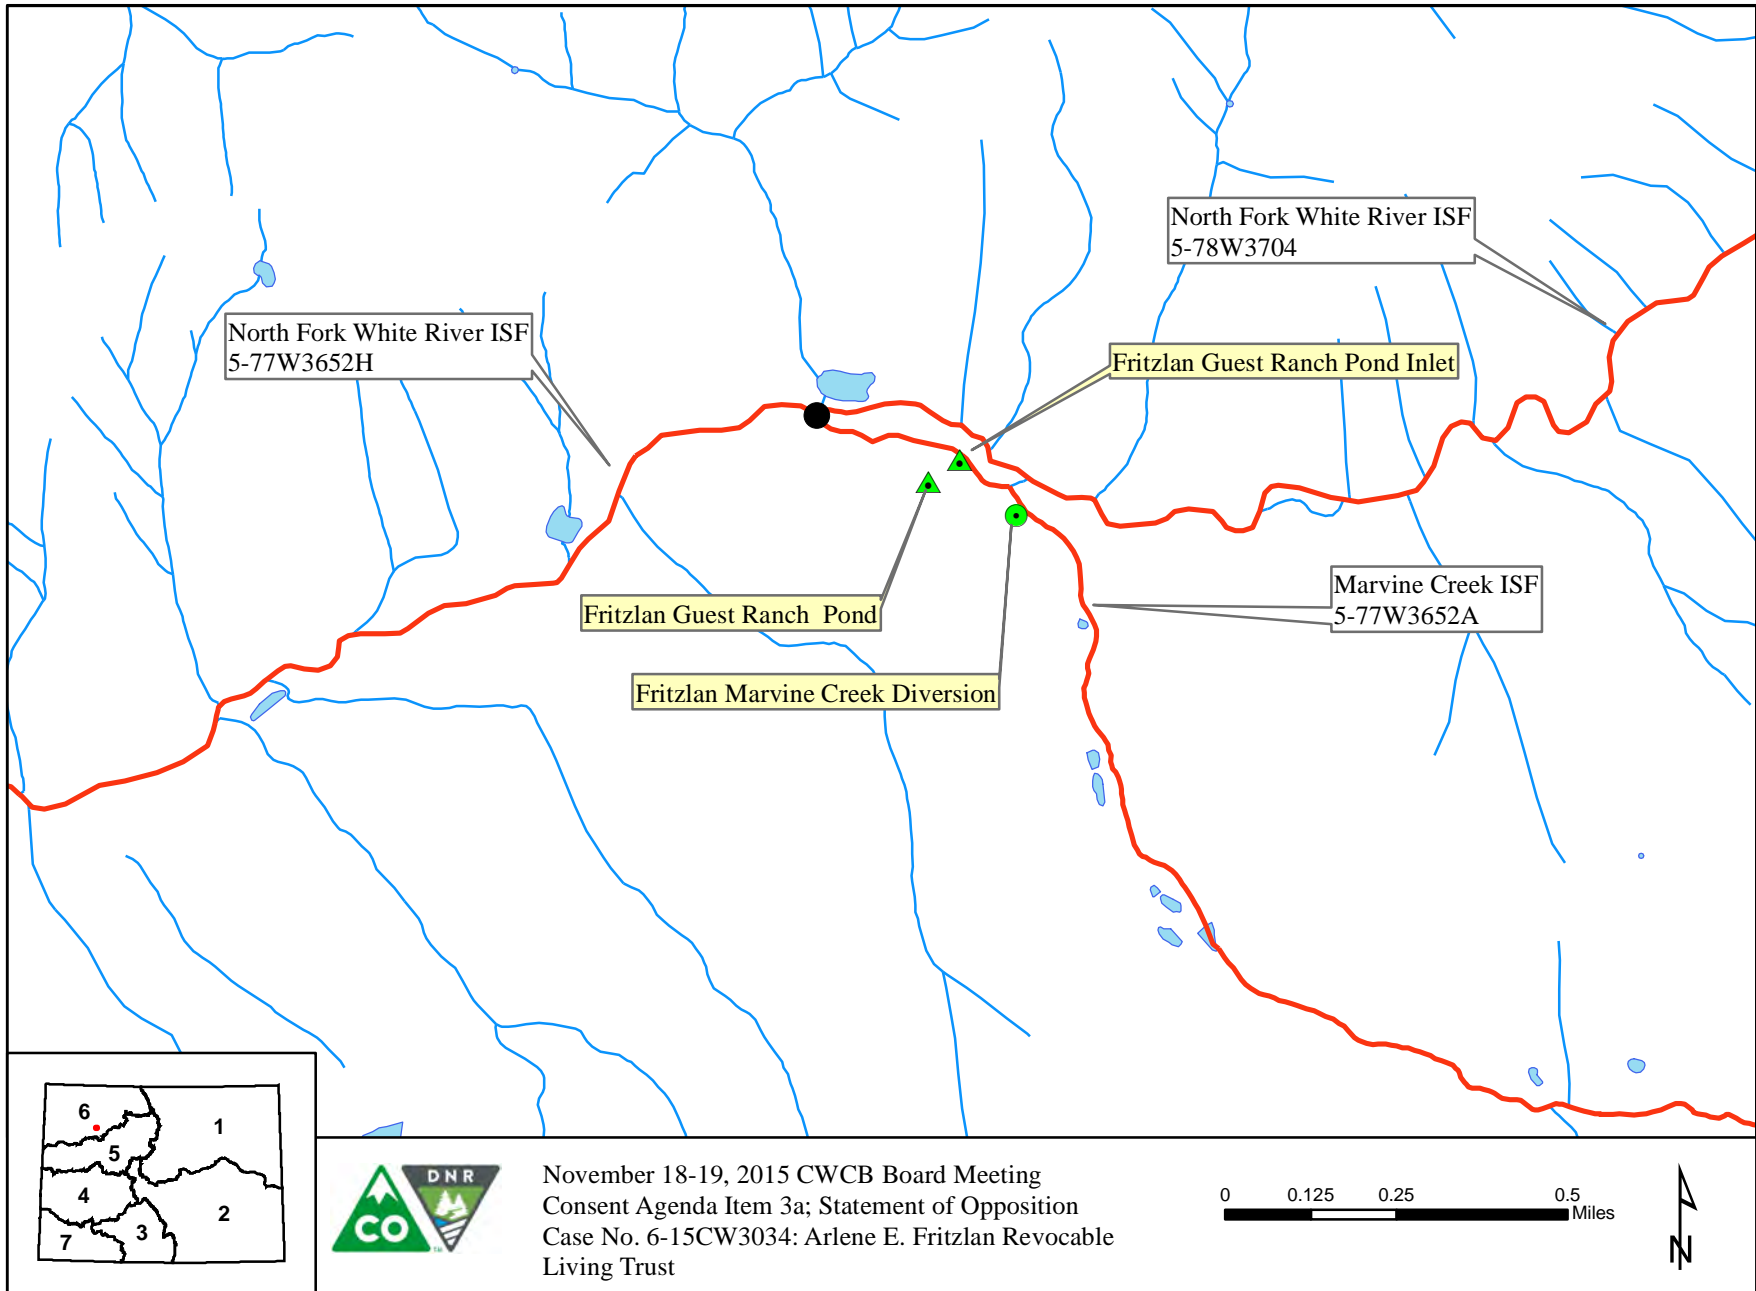 North Fork White River ISF
5-78W3704
North Fork White River ISF
5-77W3652H
Fritzlan Guest Ranch Pond Inlet
Fritzlan Guest Ranch  Pond
Marvine Creek ISF
5-77W3652A
Fritzlan Marvine Creek Diversion
6
1
5
4
2
3
7
CO
DNR
November 18-19, 2015 CWCB Board Meeting
Consent Agenda Item 3a; Statement of Opposition
Case No. 6-15CW3034: Arlene E. Fritzlan Revocable
Living Trust
0 0.125 0.25 0.5
Miles
N